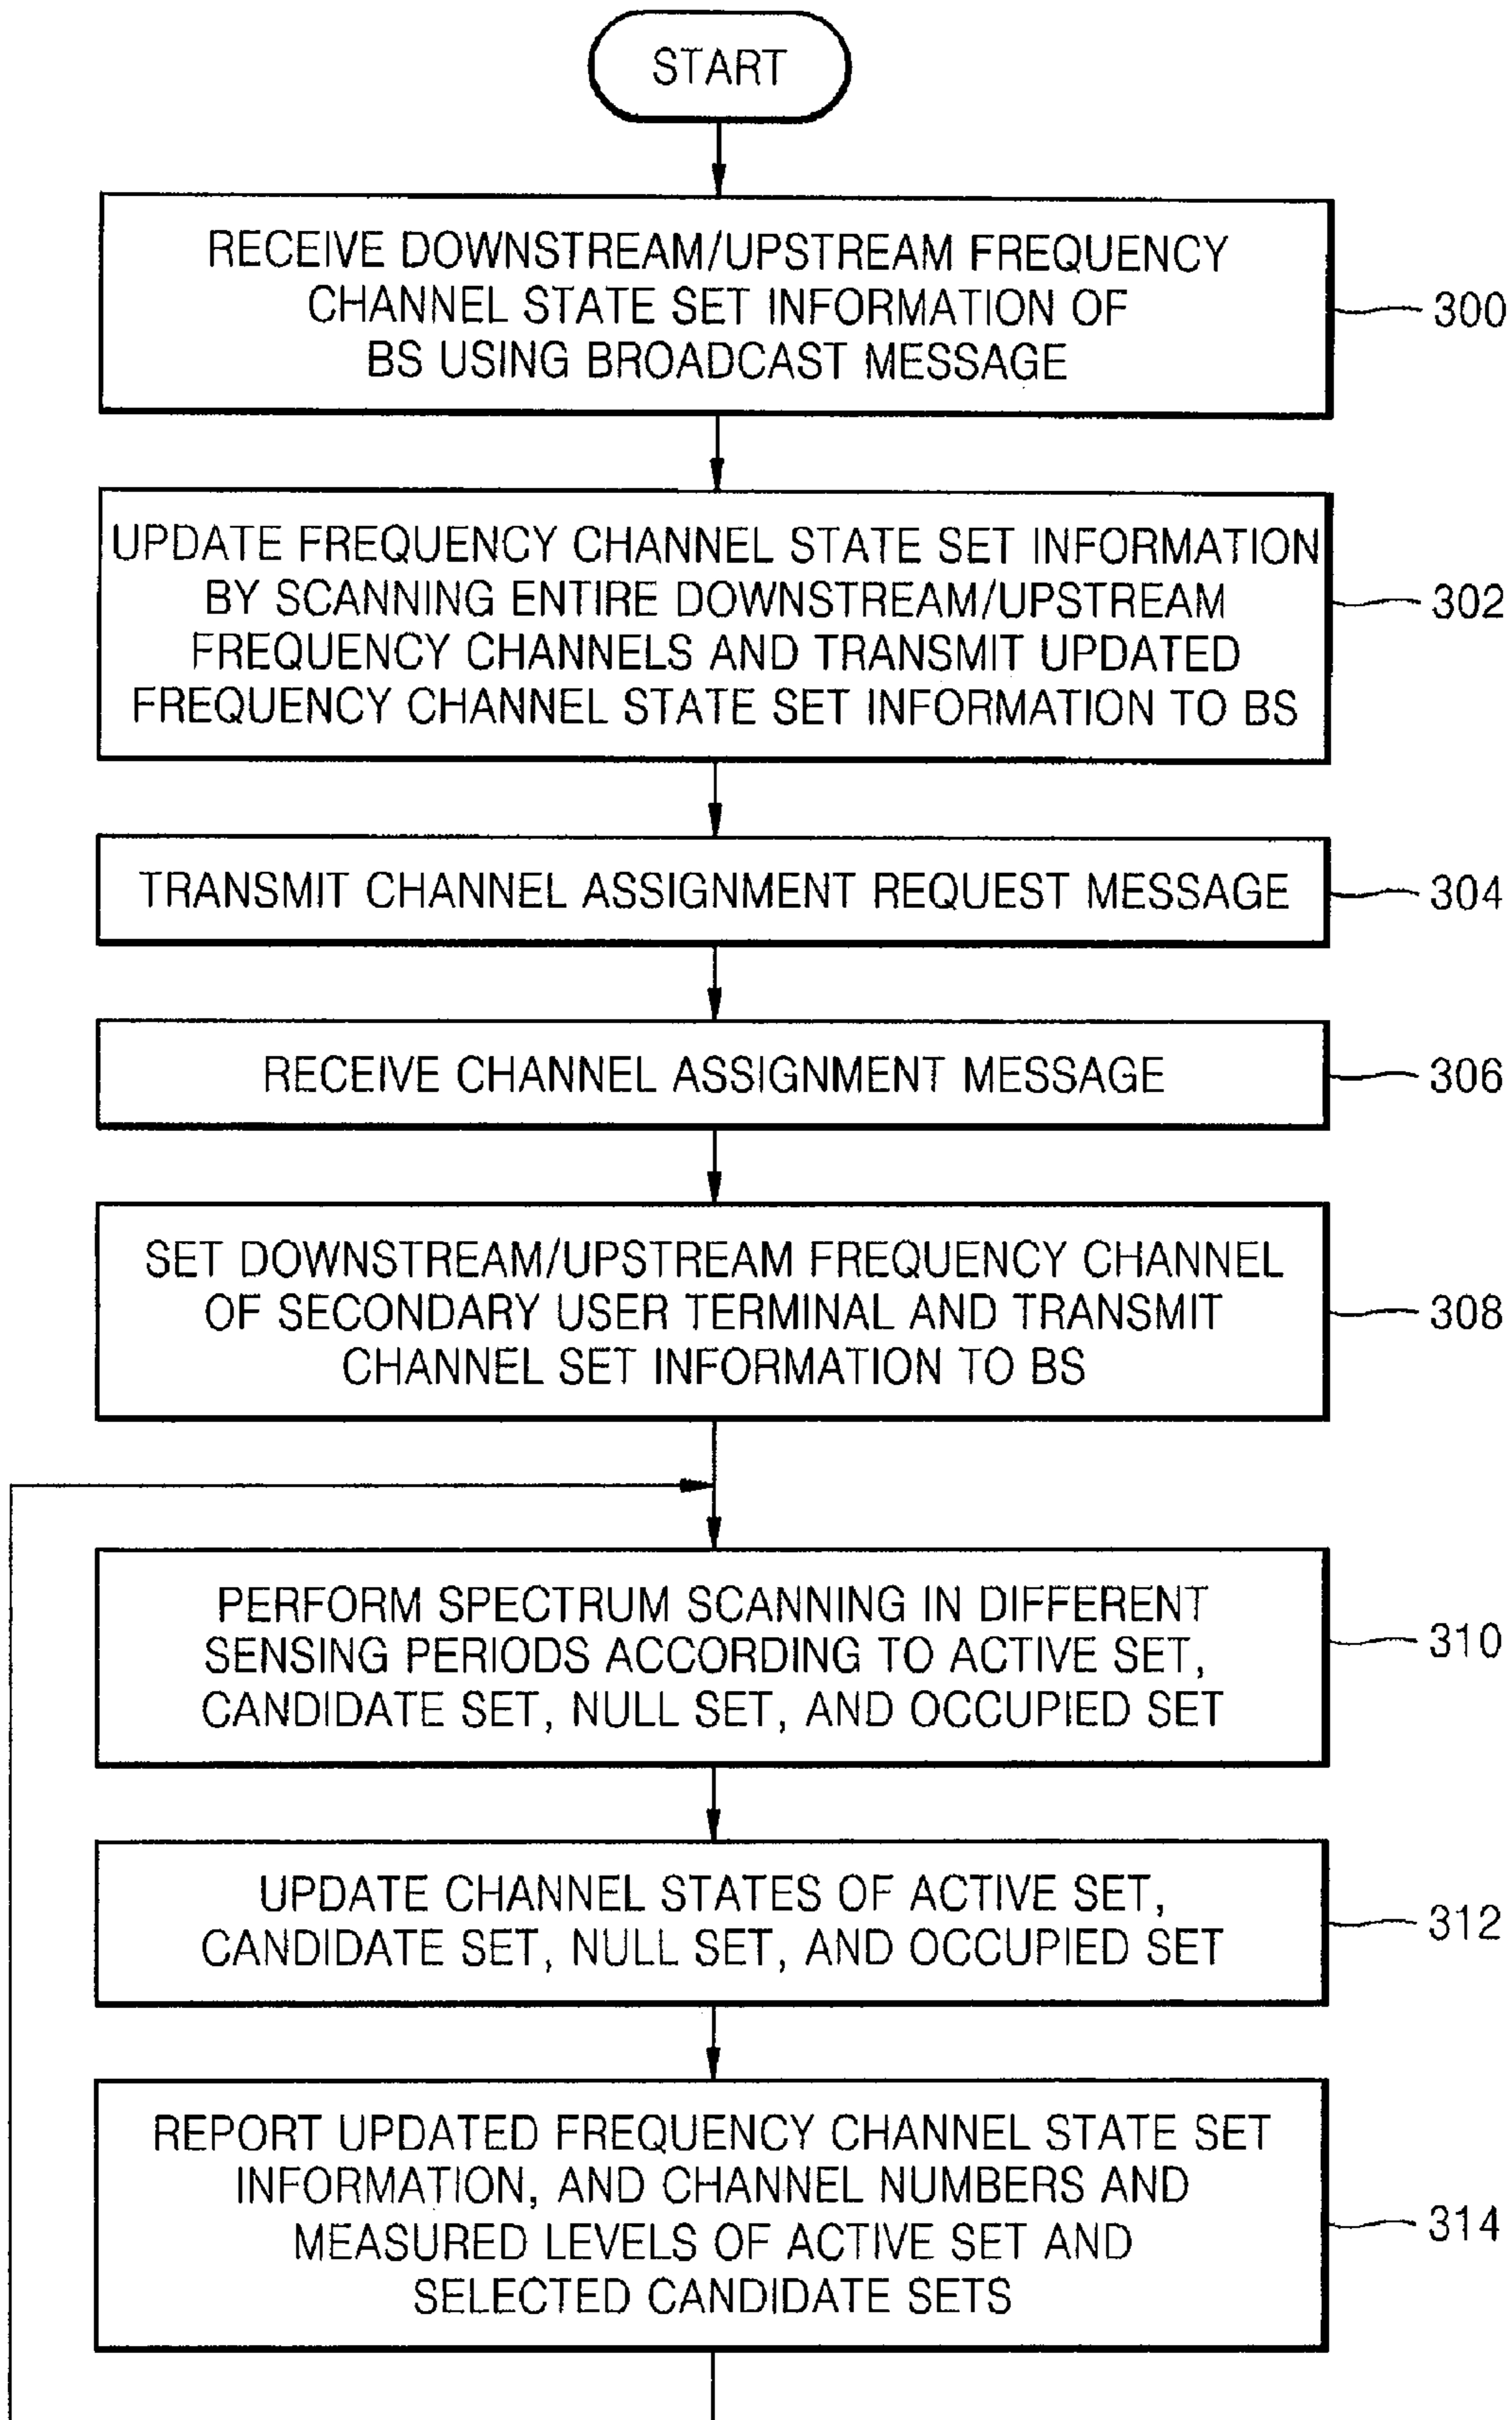 START
RECEIVE DOWNSTREAM/UPSTREAM FREQUENCY
CHANNEL STATE SET INFORMATION OF
BS USING BROADCAST MESSAGE
300
UPDATE FREQUENCY CHANNEL STATE SET INFORMATION
BY SCANNING ENTIRE DOWNSTREAM/UPSTREAM
FREQUENCY CHANNELS AND TRANSMIT UPDATED
FREQUENCY CHANNEL STATE SET INFORMATION TO BS
302
TRANSMIT CHANNEL ASSIGNMENT REQUEST MESSAGE
304
RECEIVE CHANNEL ASSIGNMENT MESSAGE
306
SET DOWNSTREAM/UPSTREAM FREQUENCY CHANNEL
OF SECONDARY USER TERMINAL AND TRANSMIT
CHANNEL SET INFORMATION TO BS
308
PERFORM SPECTRUM SCANNING IN DIFFERENT
SENSING PERIODS ACCORDING TO ACTIVE SET,
CANDIDATE SET, NULL SET, AND OCCUPIED SET
310
UPDATE CHANNEL STATES OF ACTIVE SET,
CANDIDATE SET, NULL SET, AND OCCUPIED SET
312
REPORT UPDATED FREQUENCY CHANNEL STATE SET
INFORMATION, AND CHANNEL NUMBERS AND
MEASURED LEVELS OF ACTIVE SET AND
SELECTED CANDIDATE SETS
314